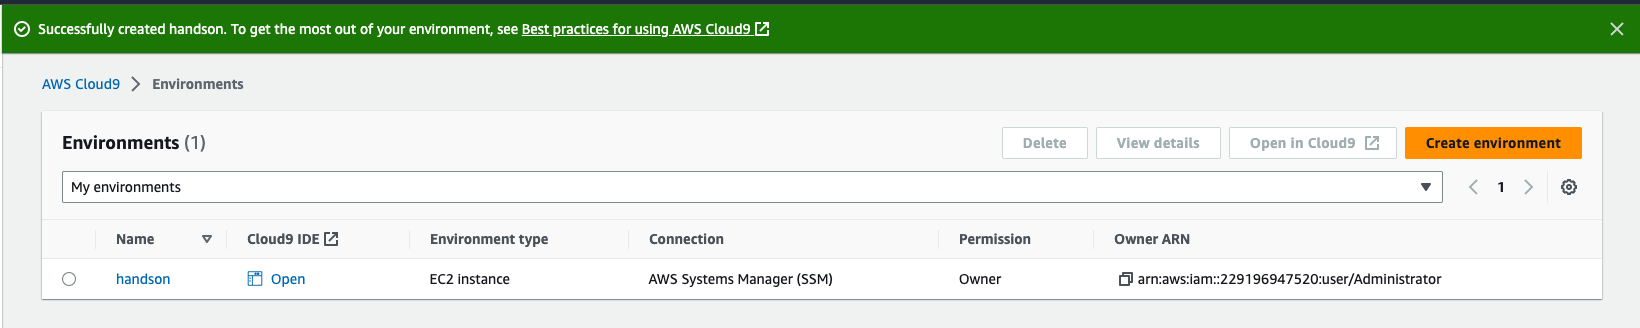 Successfully created handson. To get the most out of your environment, see Best practices for using AWS Cloud9
AWS Cloud9 > Environments
Environments (1) Delete View details Open in Cloud9 Create environment
My environments 1
Name Cloud9 IDE Environment type Connection Permission Owner ARN
handson Open EC2 instance AWS Systems Manager (SSM) Owner arn:aws:iam::229196947520:user/Administrator